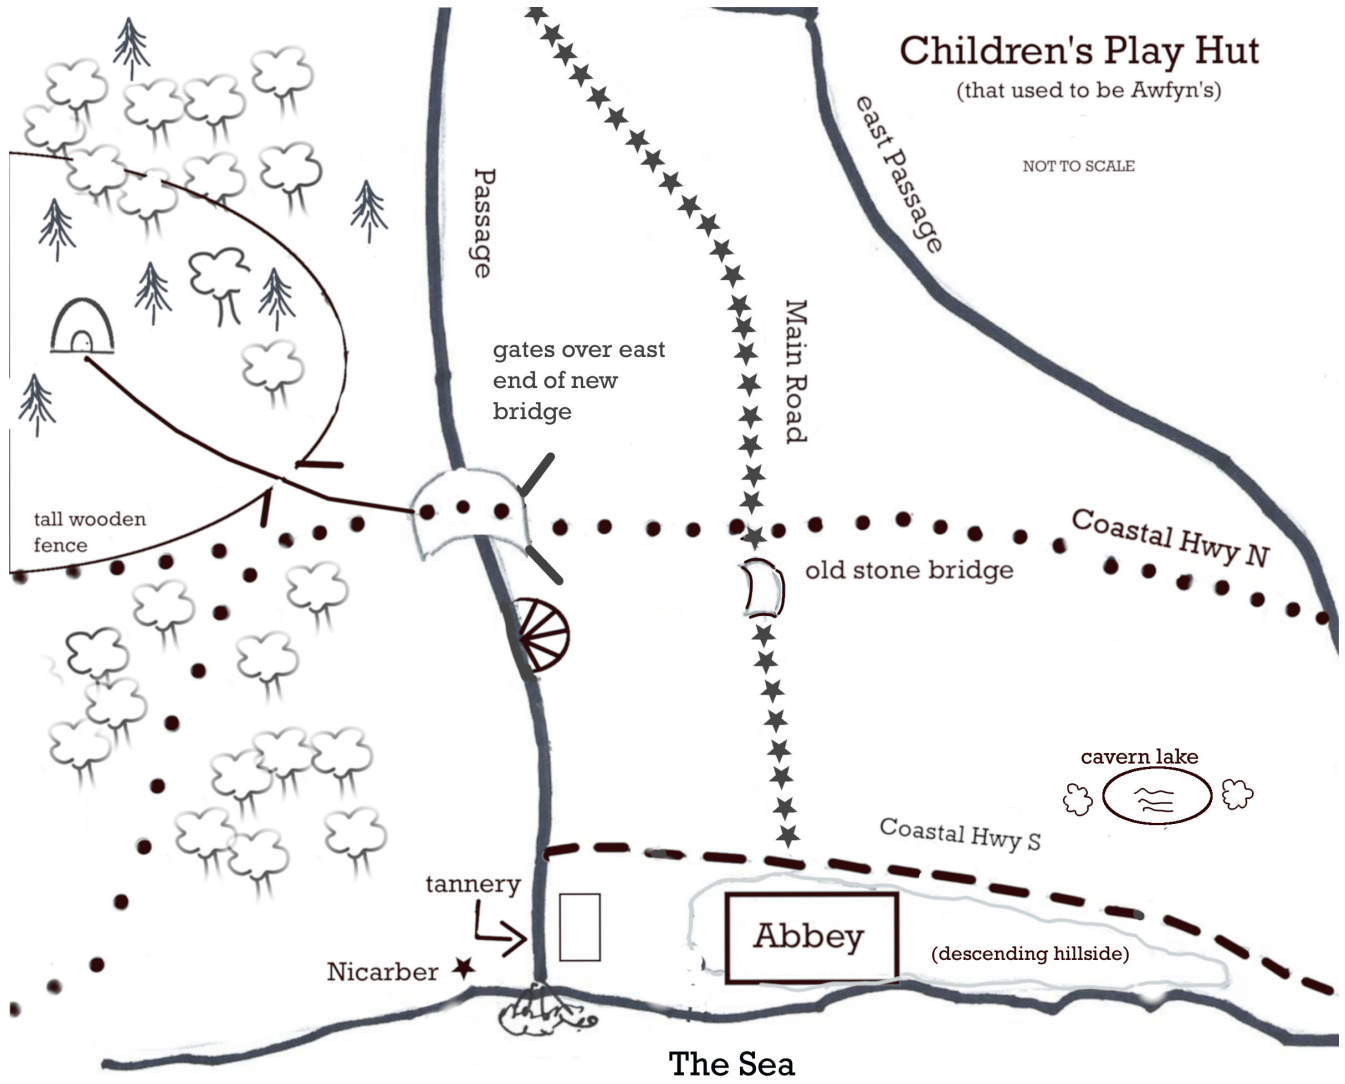 Children's Play Hut
(that used to be Awfyn's)
NOT TO SCALE
east Passage
Passage
Main Road
gates over east
end of new
bridge
tall wooden
fence
Coastal Hwy N
old stone bridge
cavern lake
Coastal Hwy S
tannery
Abbey
(descending hillside)
Nicarber
The Sea